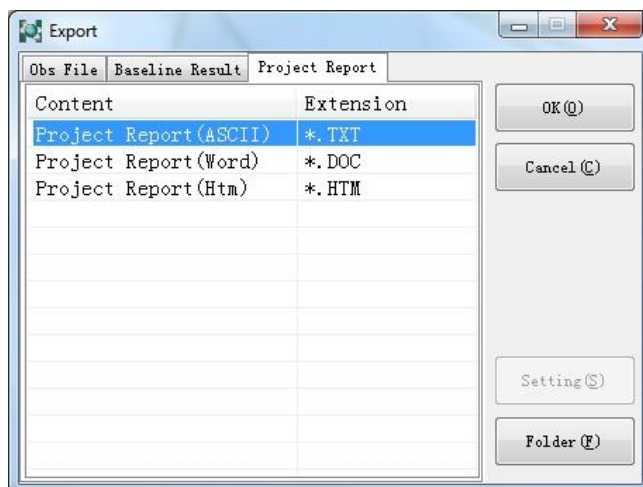 Export
Obs File Baseline Result Project Report
Content Extension
Project Report(ASCII) *.TXT
Project Report(Word) *.DOC
Project Report(Htm) *.HTM
OK(O)
Cancel(C)
Setting(S)
Folder(F)